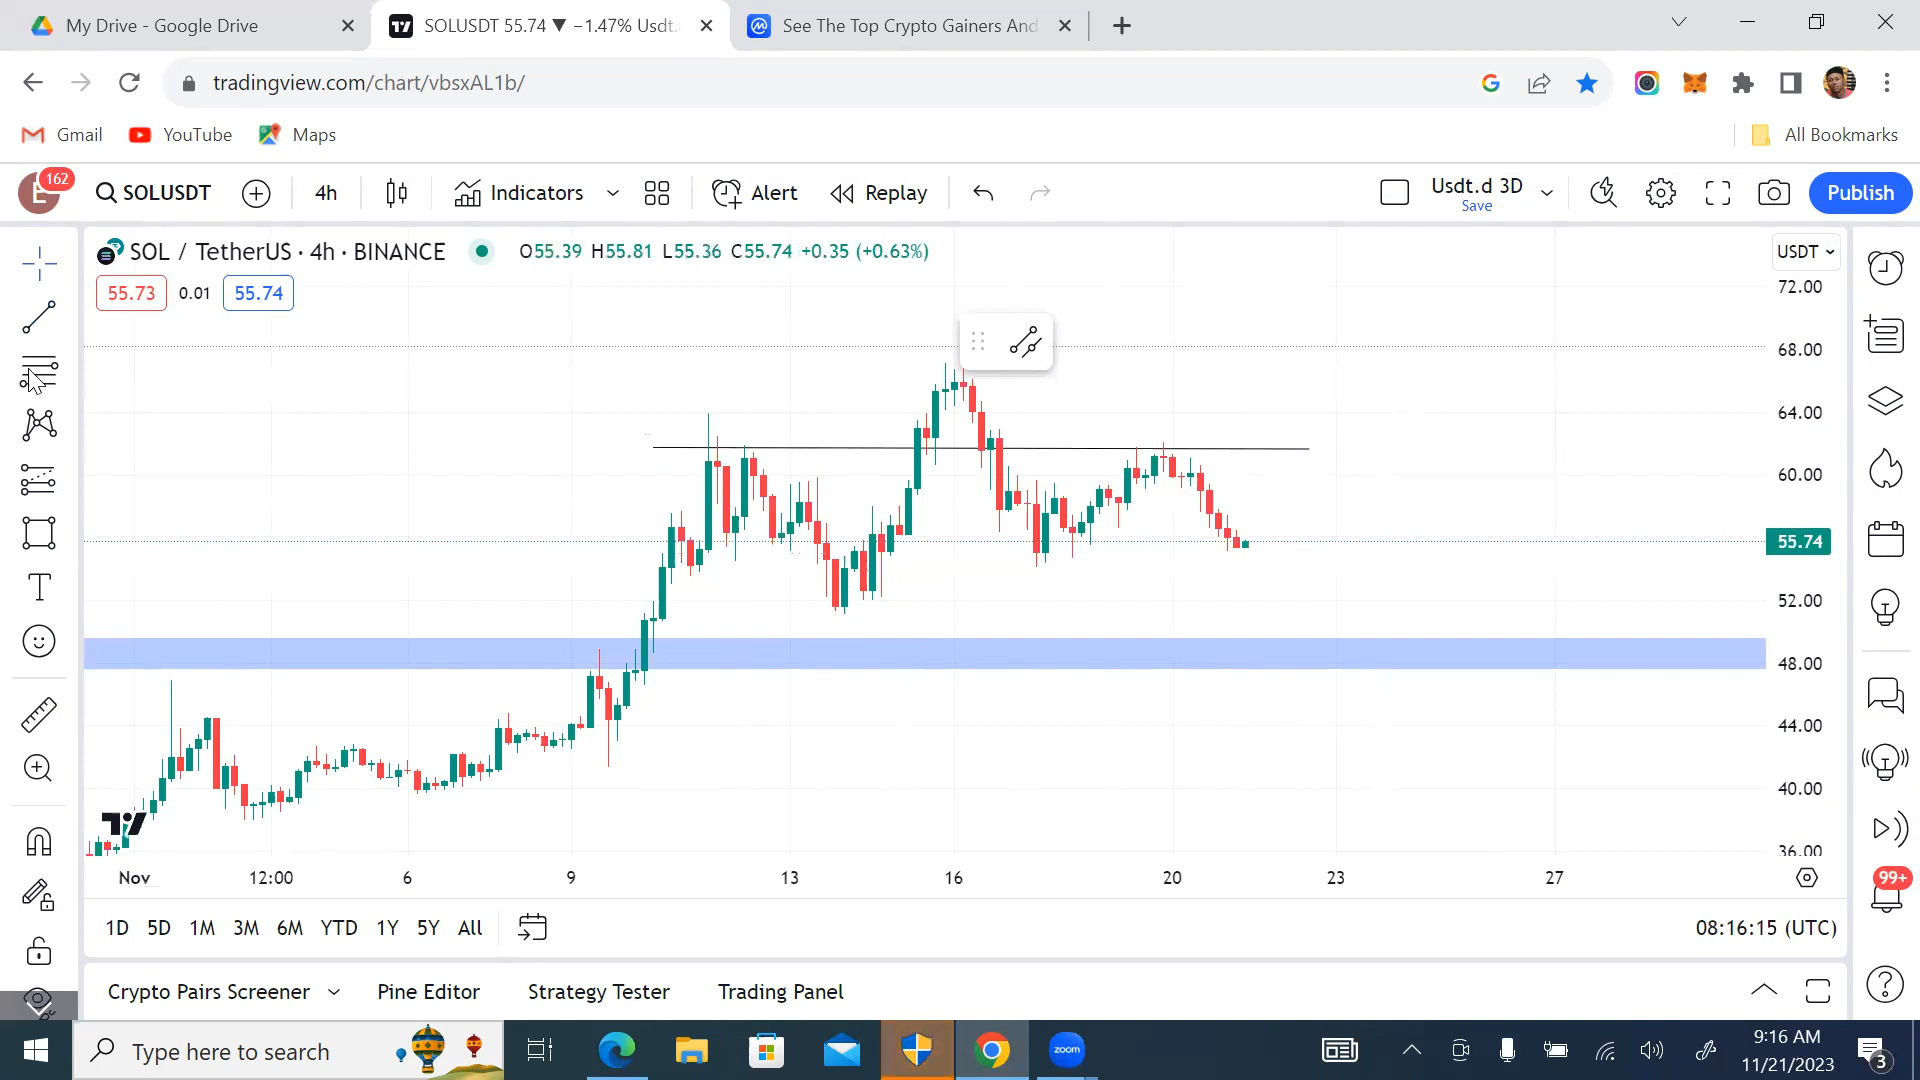 My Drive - Google Drive
SOLUSDT 55.74 ▼ −1.47% Usdt.
See The Top Crypto Gainers And
tradingview.com/chart/vbsxAL1b/
Gmail
YouTube
Maps
All Bookmarks
E
162
SOLUSDT
4h
Indicators
Alert
Replay
Usdt.d 3D
Save
Publish
SOL / TetherUS · 4h · BINANCE
O55.39 H55.81 L55.36 C55.74 +0.35 (+0.63%)
USDT
55.73
0.01
55.74
72.00
68.00
64.00
60.00
55.74
52.00
48.00
44.00
40.00
36.00
Nov
12:00
6
9
13
16
20
23
27
99+
1D
5D
1M
3M
6M
YTD
1Y
5Y
All
08:16:15 (UTC)
Crypto Pairs Screener
Pine Editor
Strategy Tester
Trading Panel
Type here to search
zoom
9:16 AM
11/21/2023
3